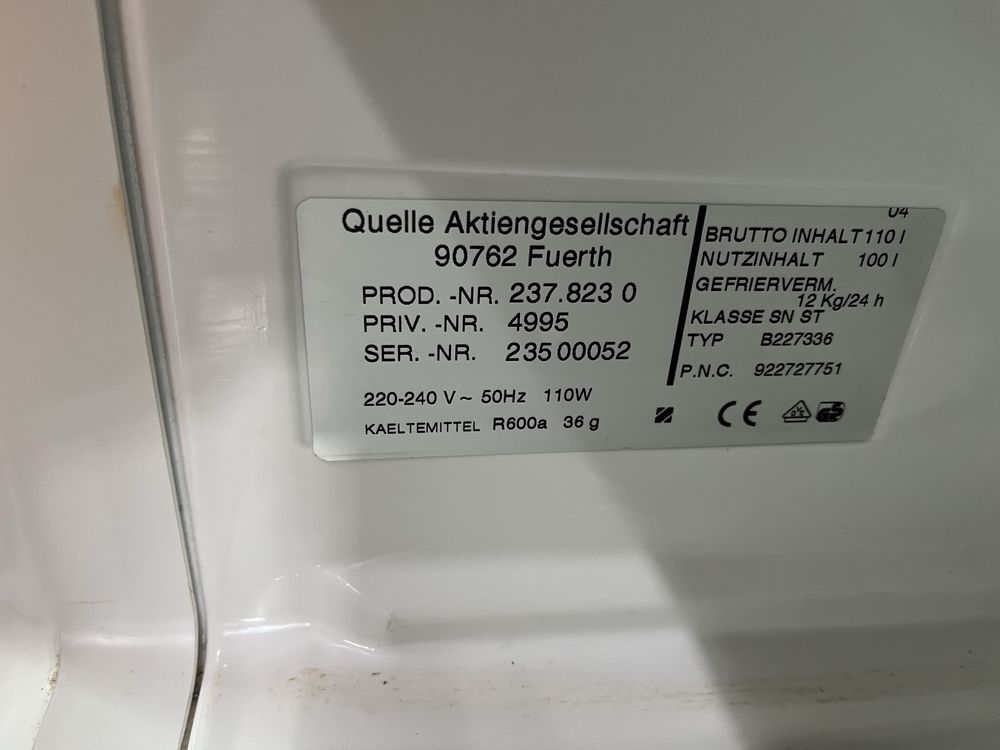 Quelle Aktiengesellschaft
90762 Fuerth
PROD. -NR. 237.823 0
PRIV. -NR. 4995
SER. -NR. 235 00052
220-240 V ~ 50Hz 110W
KAELTEMITTEL R600a 36 g
04
BRUTTO INHALT 110 l
NUTZINHALT 100 l
GEFRIERVERM.
12 Kg/24 h
KLASSE SN ST
TYP B227336
P.N.C. 922727751
CE